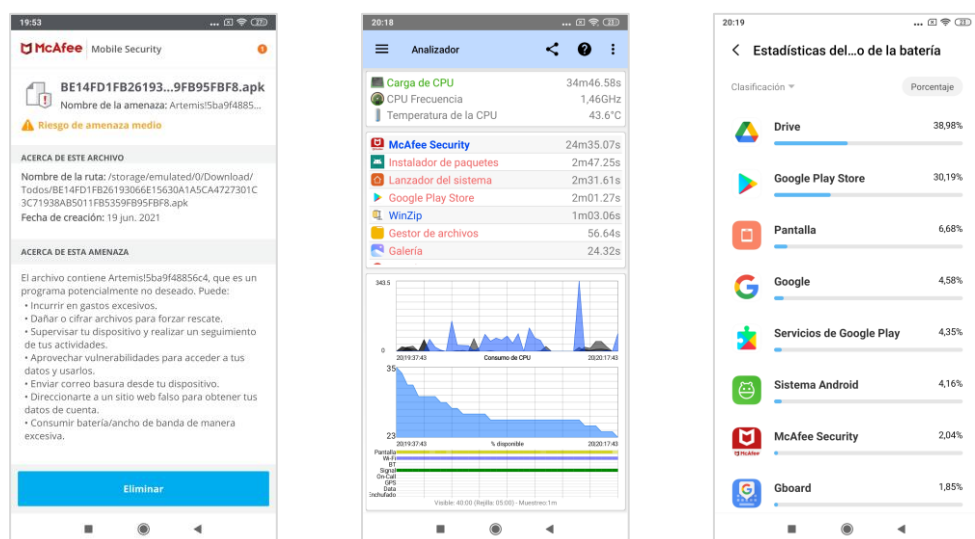 19:53
27
McAfee Mobile Security
BE14FD1FB26193...9FB95FBF8.apk
Nombre de la amenaza: Artemis!5ba9f4885...
Riesgo de amenaza medio
ACERCA DE ESTE ARCHIVO
Nombre de la ruta: /storage/emulated/0/Download/
Todos/BE14FD1FB26193066E15630A1A5CA4727301C
3C71938AB5011FB5359FB95FBF8.apk
Fecha de creación: 19 jun. 2021
ACERCA DE ESTA AMENAZA
El archivo contiene Artemis!5ba9f48856c4, que es un
programa potencialmente no deseado. Puede:
• Incurrir en gastos excesivos.
• Dañar o cifrar archivos para forzar rescate.
• Supervisar tu dispositivo y realizar un seguimiento
de tus actividades.
• Aprovechar vulnerabilidades para acceder a tus
datos y usarlos.
• Enviar correo basura desde tu dispositivo.
• Direccionarte a un sitio web falso para obtener tus
datos de cuenta.
• Consumir batería/ancho de banda de manera
excesiva.
Eliminar
20:18
Analizador
Carga de CPU 34m46.58s
CPU Frecuencia 1,46GHz
Temperatura de la CPU 43.6°C
McAfee Security 24m35.07s
Instalador de paquetes 2m47.25s
Lanzador del sistema 2m31.61s
Google Play Store 2m01.27s
WinZip 1m03.06s
Gestor de archivos 56.64s
Galería 24.32s
343.5
0
20|19:37:43 Consumo de CPU 20|20:17:43
35
23
20|19:37:43 % disponible 20|20:17:43
Pantalla
Wi-Fi
BT
Signal
On-Call
GPS
Data
Enchufado
Visible: 40:00 (Rejilla: 05:00) - Muestreo:1m
20:19
Estadísticas del...o de la batería
Clasificación
Porcentaje
Drive 38,98%
Google Play Store 30,19%
Pantalla 6,68%
Google 4,58%
Servicios de Google Play 4,35%
Sistema Android 4,16%
McAfee Security 2,04%
McAfee
Gboard 1,85%